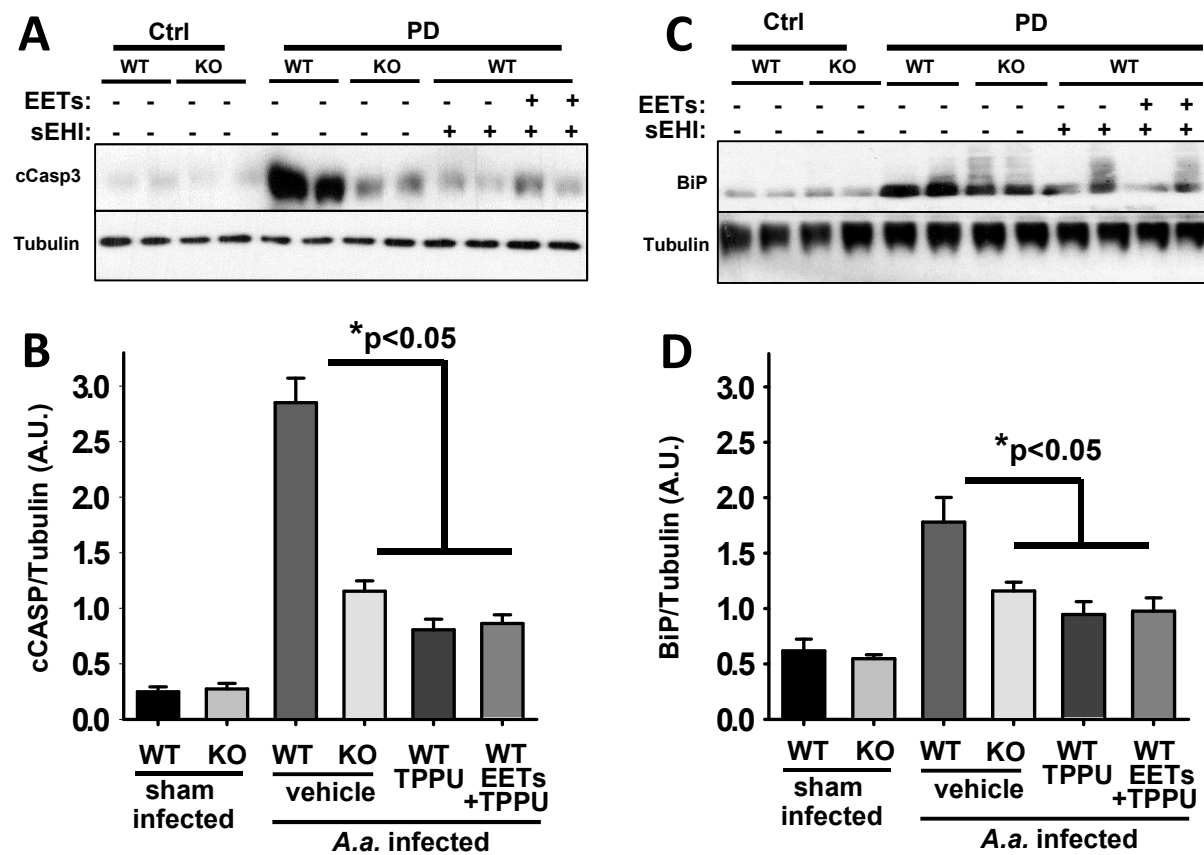 A
Ctrl PD
WT KO WT KO WT
EETs: - - - - - - - - - - + +
sEHI: - - - - - - - - + + + +
cCasp3
Tubulin
C
Ctrl PD
WT KO WT KO WT
EETs: - - - - - - - - - - + +
sEHI: - - - - - - - - + + + +
BiP
Tubulin
B
*p<0.05
cCASP/Tubulin (A.U.)
3.0
2.5
2.0
1.5
1.0
0.5
0.0
WT KO WT KO WT WT
TPPU EETs
+TPPU
sham
infected
vehicle
A.a. infected
D
*p<0.05
BiP/Tubulin (A.U.)
3.0
2.5
2.0
1.5
1.0
0.5
0.0
WT KO WT KO WT WT
TPPU EETs
+TPPU
sham
infected
vehicle
A.a. infected